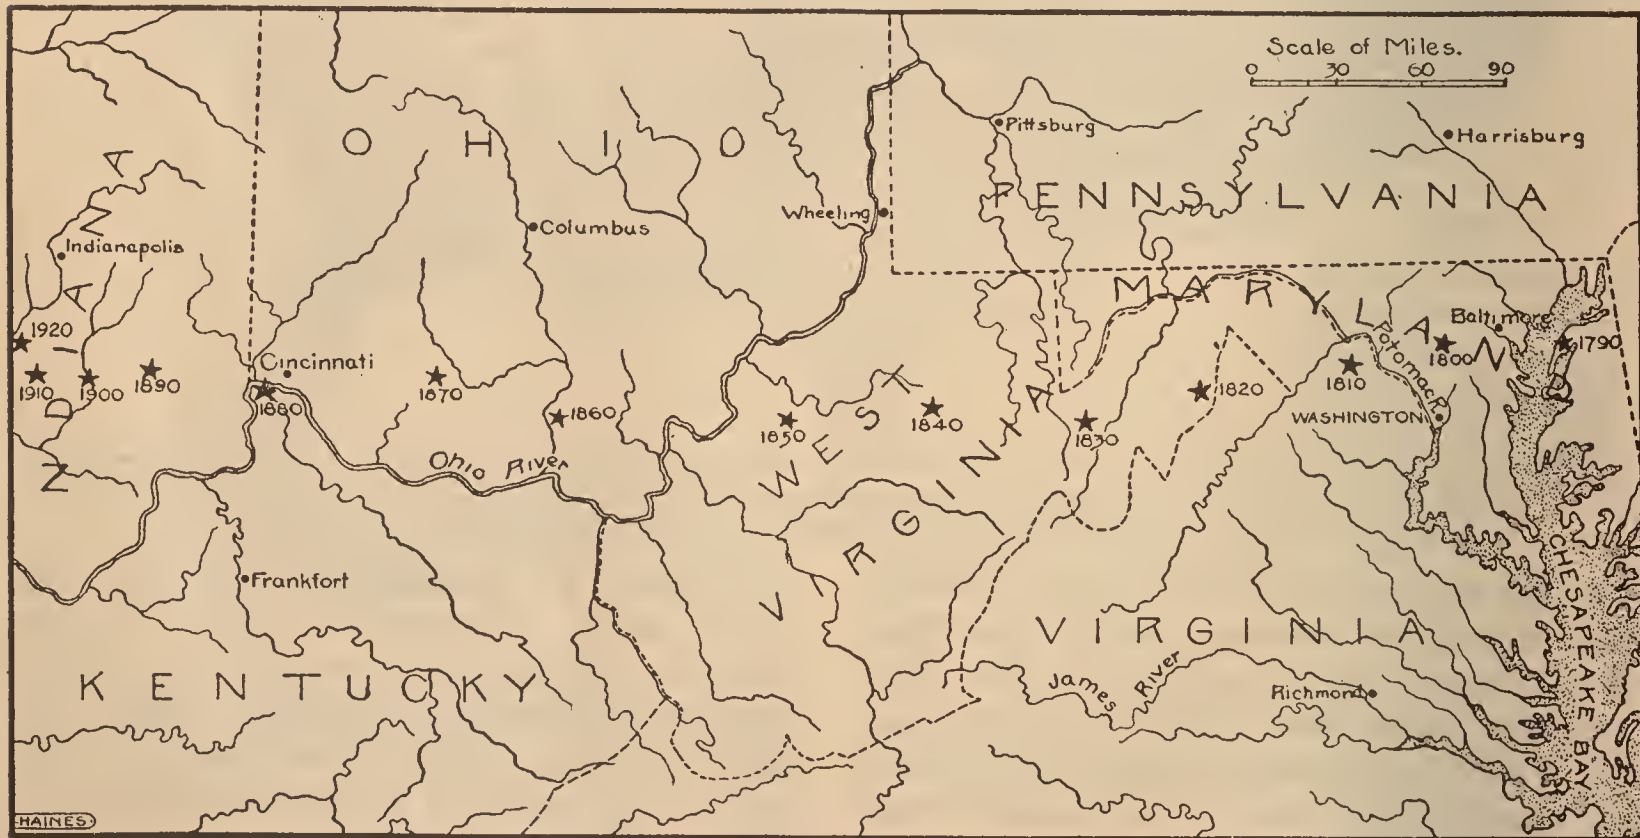 Scale of Miles.
0 30 60 90
OHIO
Pittsburg
Harrisburg
PENNSYLVANIA
Wheeling
Columbus
INDIANA
Indianapolis
MARYLAND
Baltimore
Potomack
1920
1910
1900
1890
Cincinnati
1880
1870
1860
1850
1840
1830
1820
1810
1800
1790
WASHINGTON
Ohio River
WEST VIRGINIA
Frankfort
KENTUCKY
VIRGINIA
James River
Richmond
CHESAPEAKE BAY
HAINES